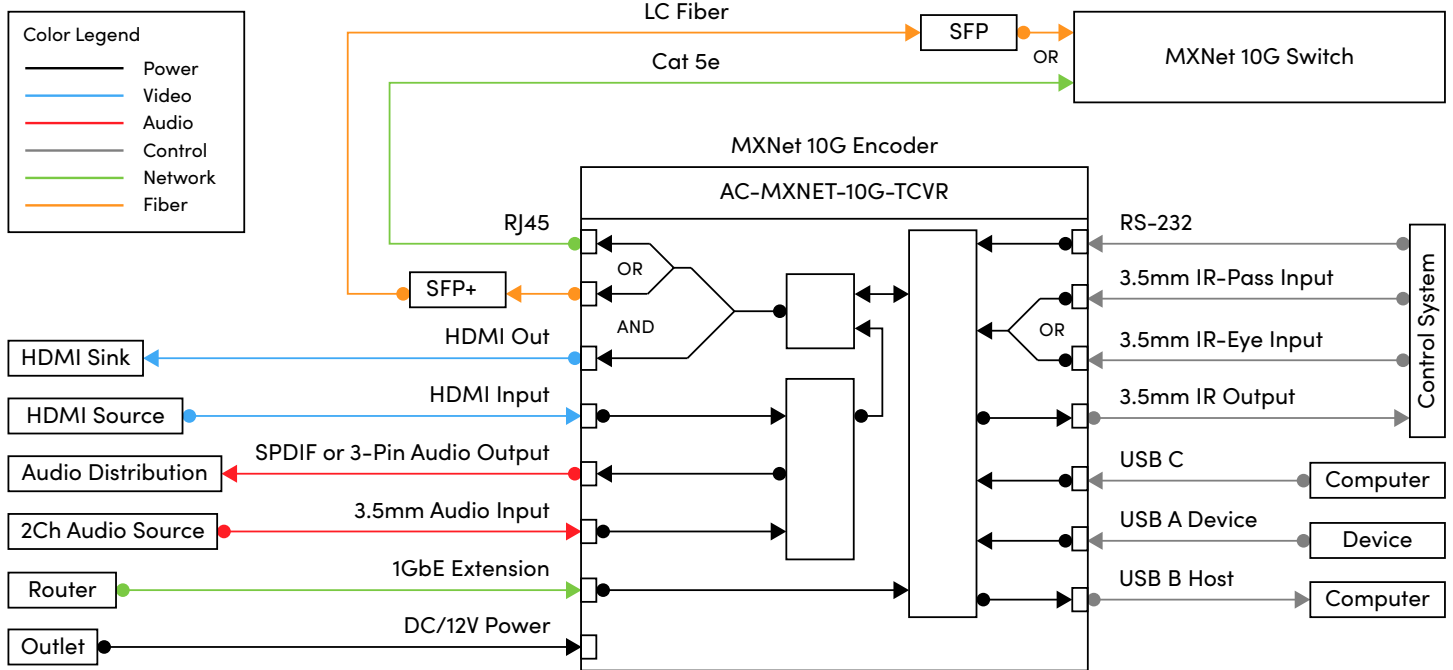 Color Legend
Power
Video
Audio
Control
Network
Fiber
LC Fiber
SFP
OR
Cat 5e
MXNet 10G Switch
MXNet 10G Encoder
AC-MXNET-10G-TCVR
RJ45
OR
SFP+
AND
HDMI Out
HDMI Sink
HDMI Input
HDMI Source
SPDIF or 3-Pin Audio Output
Audio Distribution
3.5mm Audio Input
2Ch Audio Source
1GbE Extension
Router
DC/12V Power
Outlet
RS-232
3.5mm IR-Pass Input
OR
3.5mm IR-Eye Input
3.5mm IR Output
Control System
USB C
Computer
USB A Device
Device
USB B Host
Computer